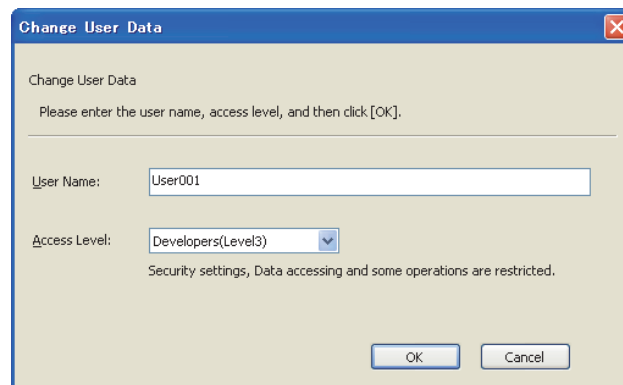 Change User Data
Change User Data
Please enter the user name, access level, and then click [OK].
User Name: User001
Access Level: Developers(Level3)
Security settings, Data accessing and some operations are restricted.
OK Cancel